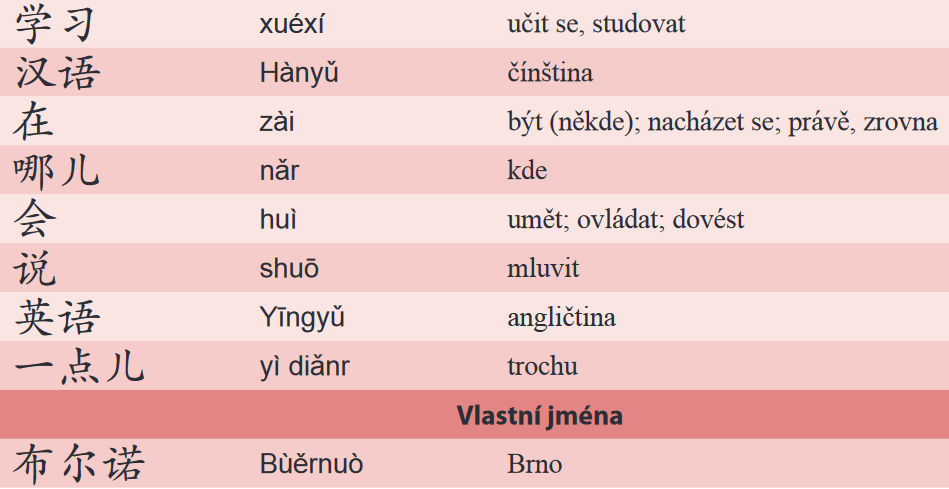 学习 xuéxí učit se, studovat
汉语 Hànyǔ čínština
在 zài být (někde); nacházet se; právě, zrovna
哪儿 nǎr kde
会 huì umět; ovládat; dovést
说 shuō mluvit
英语 Yīngyǔ angličtina
一点儿 yì diǎnr trochu
Vlastní jména
布尔诺 Bùěrnuò Brno